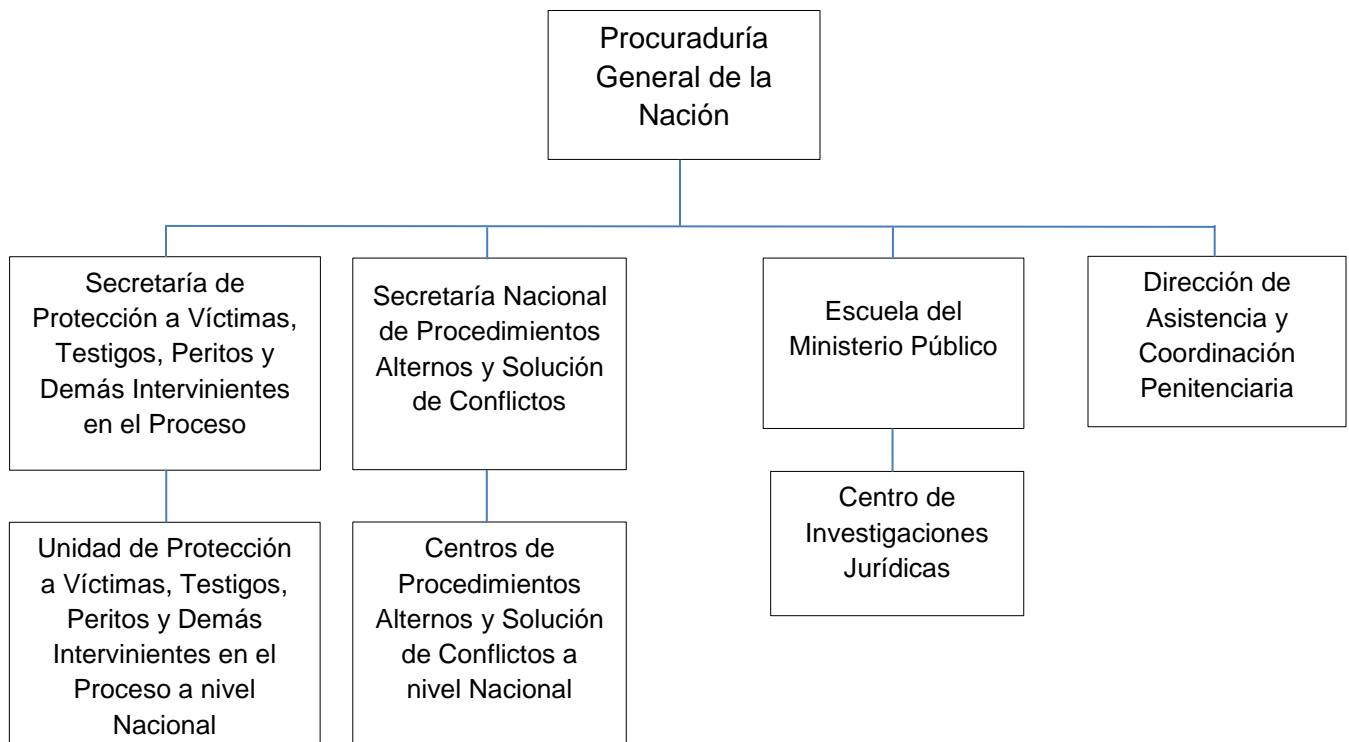 Procuraduría
General de la
Nación
Secretaría de
Protección a Víctimas,
Testigos, Peritos y
Demás Intervinientes
en el Proceso
Secretaría Nacional
de Procedimientos
Alternos y Solución
de Conflictos
Escuela del
Ministerio Público
Dirección de
Asistencia y
Coordinación
Penitenciaria
Unidad de Protección
a Víctimas, Testigos,
Peritos y Demás
Intervinientes en el
Proceso a nivel
Nacional
Centros de
Procedimientos
Alternos y Solución
de Conflictos a
nivel Nacional
Centro de
Investigaciones
Jurídicas